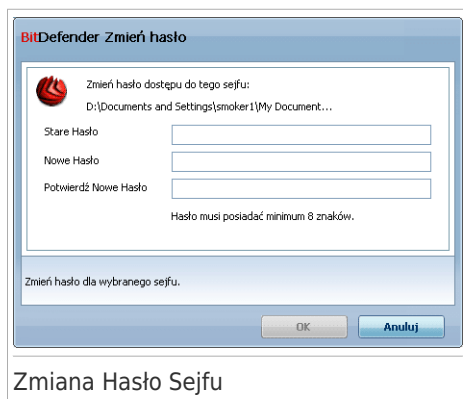 BitDefender Zmień hasło
Zmień hasło dostępu do tego sejfu:
D:\Documents and Settings\smoker1\My Document...
Stare Hasło
Nowe Hasło
Potwierdź Nowe Hasło
Hasło musi posiadać minimum 8 znaków.
Zmień hasło dla wybranego sejfu.
OK
Anuluj
Zmiana Hasło Sejfu